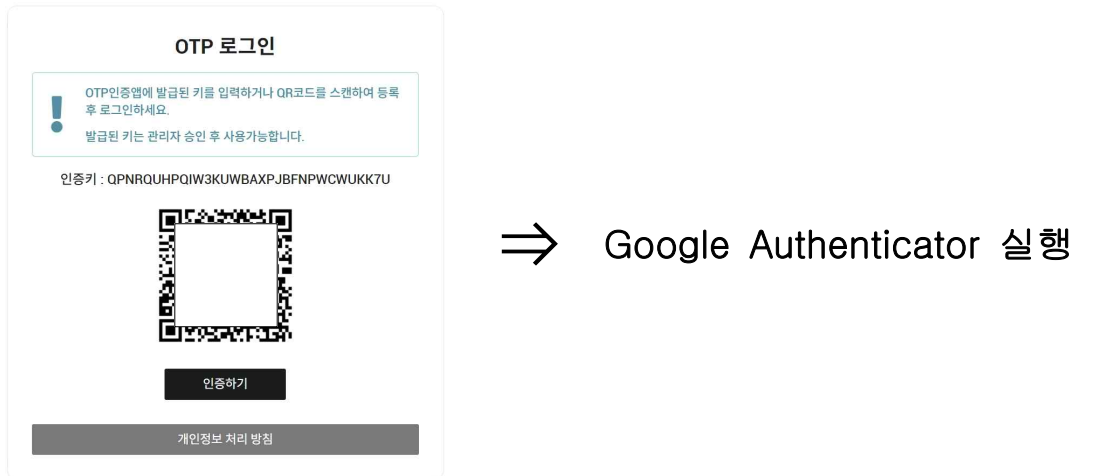 OTP 로그인
OTP인증앱에 발급된 키를 입력하거나 QR코드를 스캔하여 등록
후 로그인하세요.
발급된 키는 관리자 승인 후 사용가능합니다.
인증키 : QPNRQUHPQIW3KUWBAXPJBFNPWCWUKK7U
⇒ Google Authenticator 실행
인증하기
개인정보 처리 방침